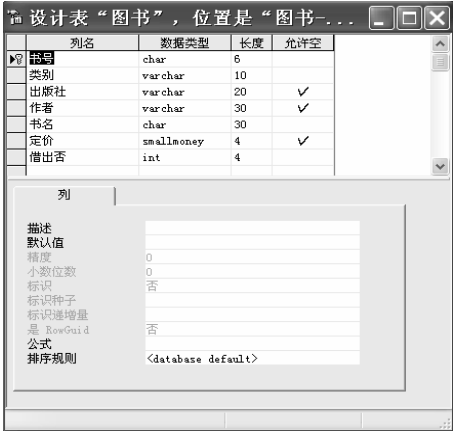 设计表“图书”，位置是“图书-...
列名 数据类型 长度 允许空
书号 char 6
类别 varchar 10
出版社 varchar 20
作者 varchar 30
书名 char 30
定价 smallmoney 4
借出否 int 4
列
描述
默认值
精度 0
小数位数 0
标识 否
标识种子
标识递增量
是 RowGuid 否
公式
排序规则 <database default>